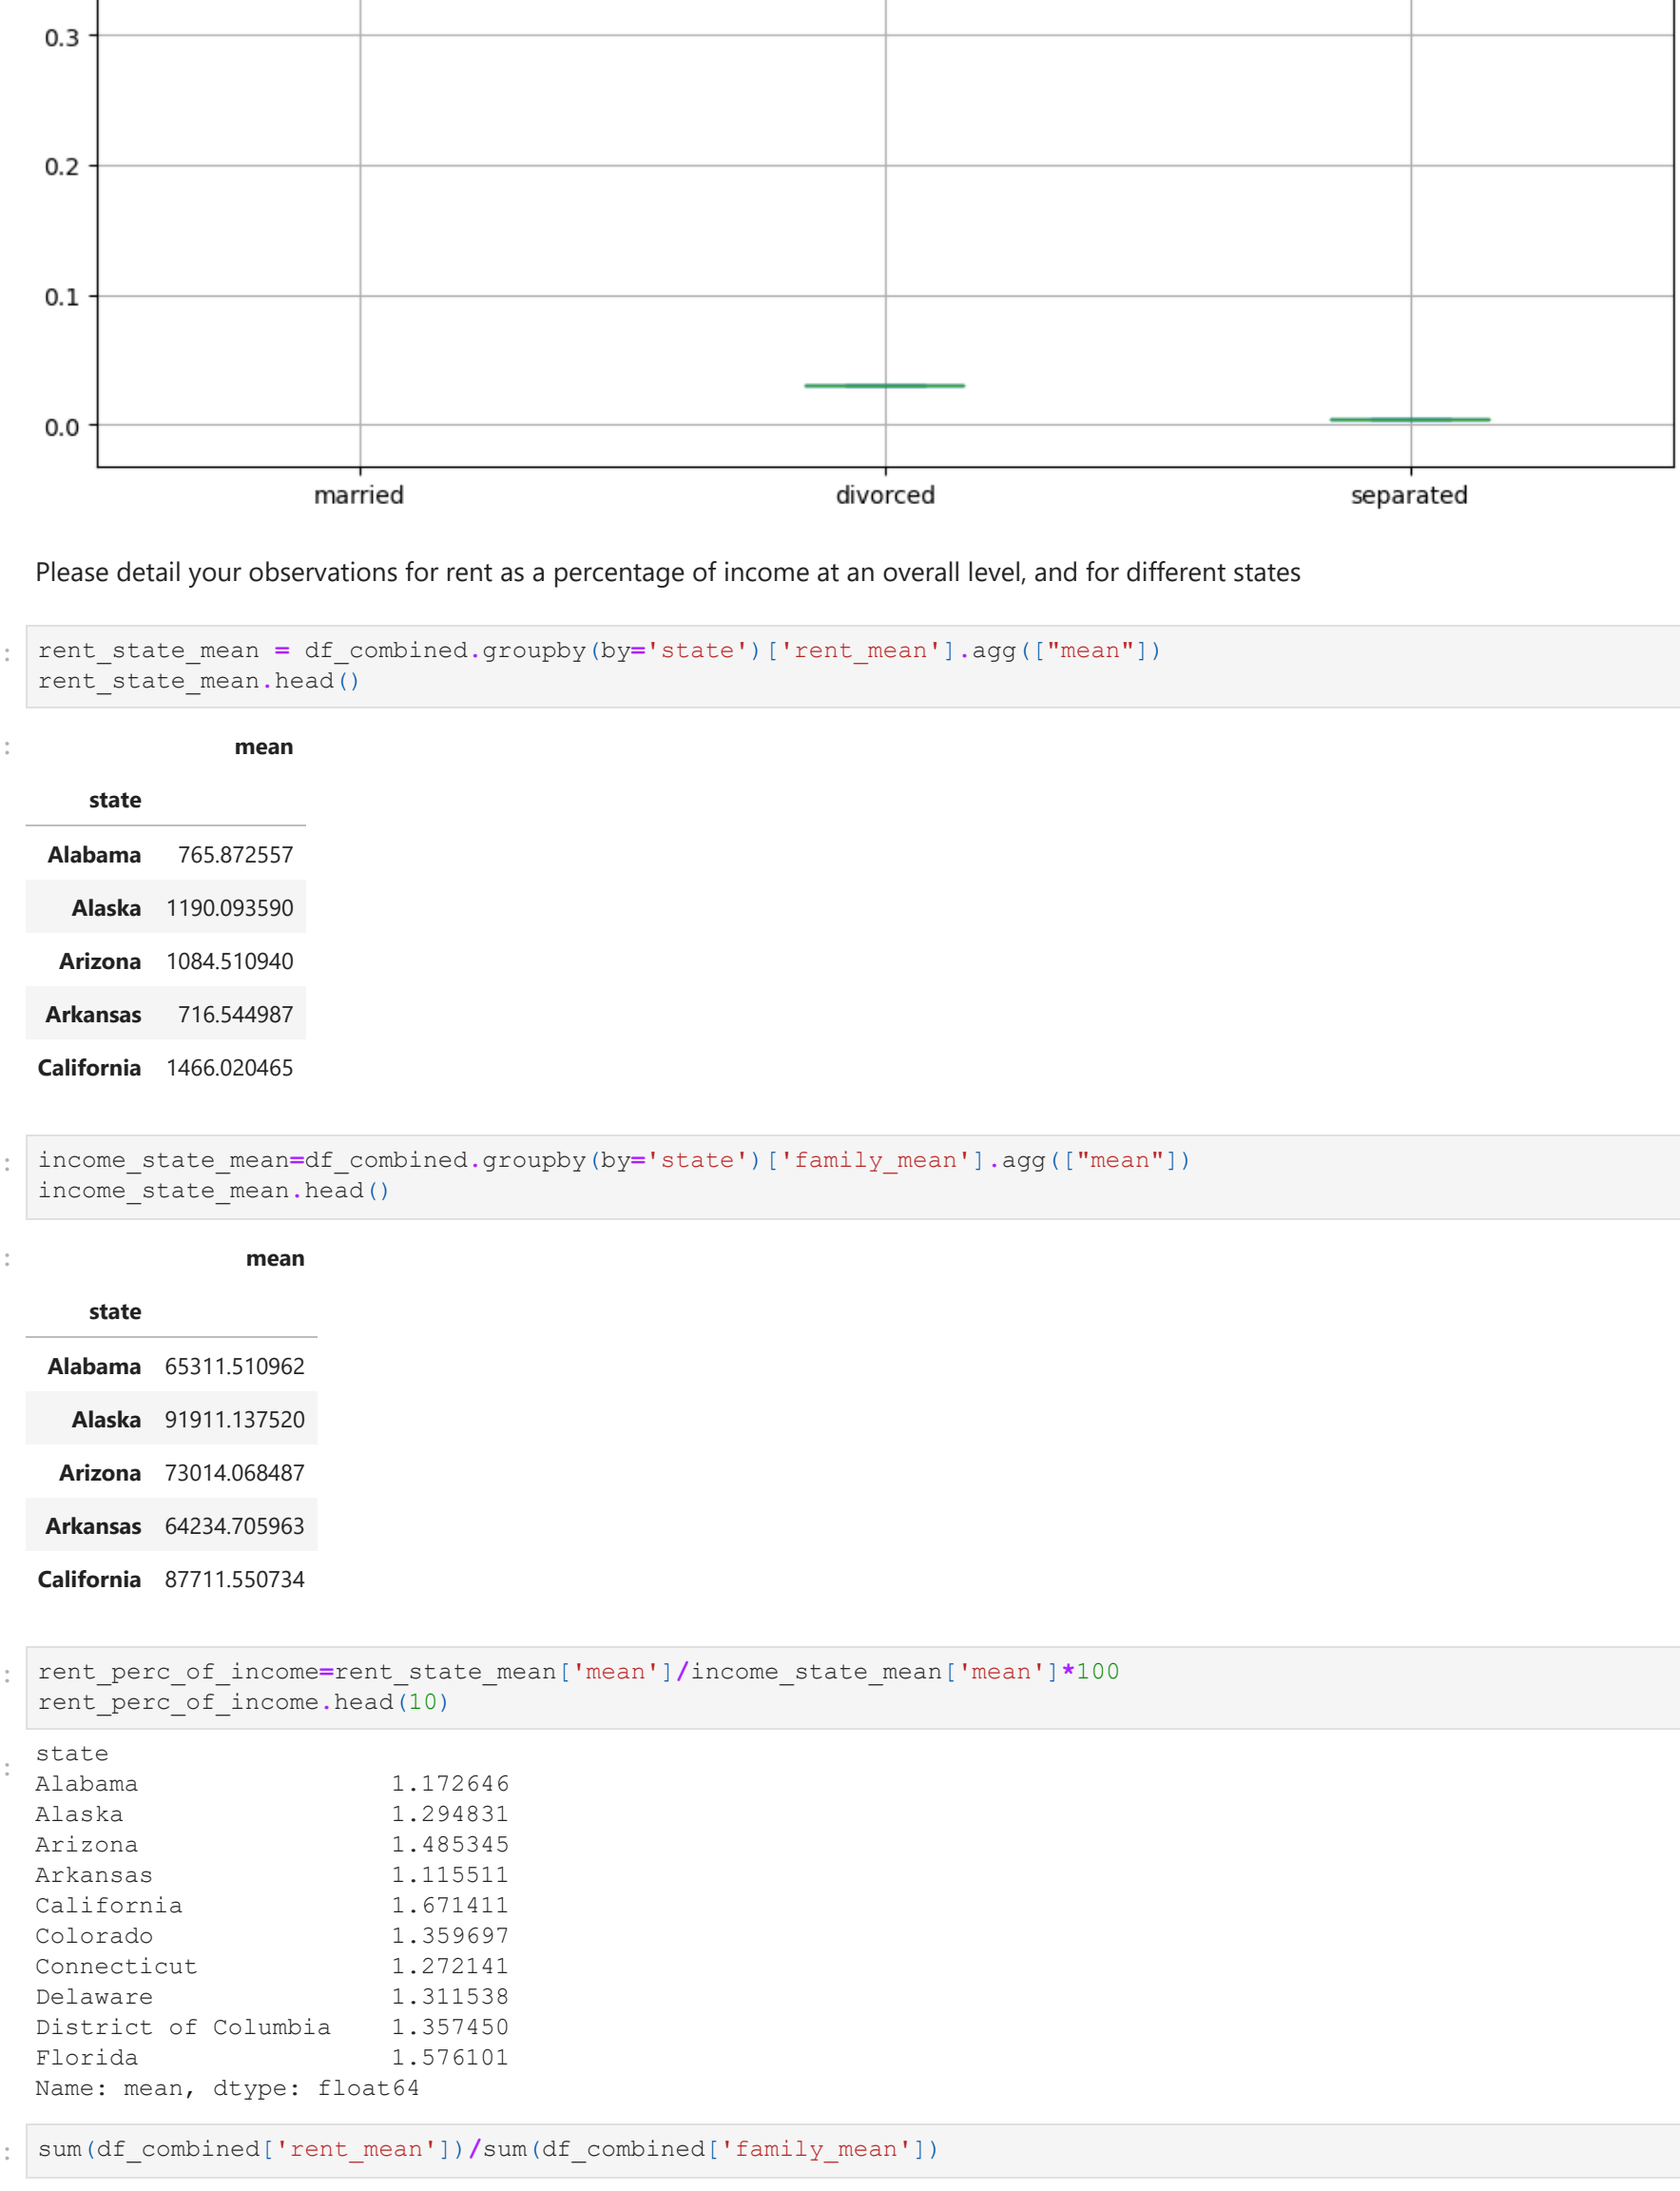 0.3
0.2
0.1
0.0
married divorced separated
Please detail your observations for rent as a percentage of income at an overall level, and for different states
: rent_state_mean = df_combined.groupby(by='state')['rent_mean'].agg(["mean"])
rent_state_mean.head()
: mean
state
Alabama 765.872557
Alaska 1190.093590
Arizona 1084.510940
Arkansas 716.544987
California 1466.020465
: income_state_mean=df_combined.groupby(by='state')['family_mean'].agg(["mean"])
income_state_mean.head()
: mean
state
Alabama 65311.510962
Alaska 91911.137520
Arizona 73014.068487
Arkansas 64234.705963
California 87711.550734
: rent_perc_of_income=rent_state_mean['mean']/income_state_mean['mean']*100
rent_perc_of_income.head(10)
: state
Alabama 1.172646
Alaska 1.294831
Arizona 1.485345
Arkansas 1.115511
California 1.671411
Colorado 1.359697
Connecticut 1.272141
Delaware 1.311538
District of Columbia 1.357450
Florida 1.576101
Name: mean, dtype: float64
: sum(df_combined['rent_mean'])/sum(df_combined['family_mean'])